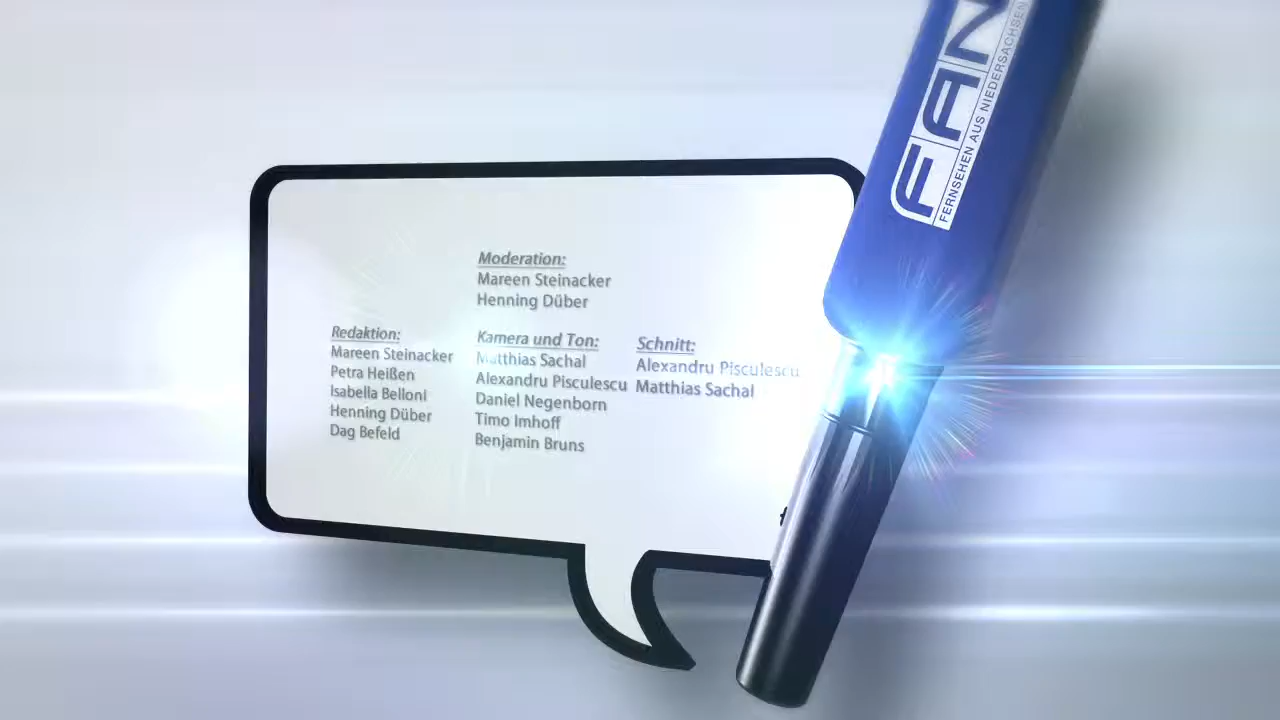 FAN
FERNSEHEN AUS NIEDERSACHSEN
Moderation:
Mareen Steinacker
Henning Düber
Redaktion:
Mareen Steinacker
Petra Heißen
Isabella Belloni
Henning Düber
Dag Befeld
Kamera und Ton:
Matthias Sachal
Alexandru Pisculescu
Daniel Negenborn
Timo Imhoff
Benjamin Bruns
Schnitt:
Alexandru Pisculescu
Matthias Sachal